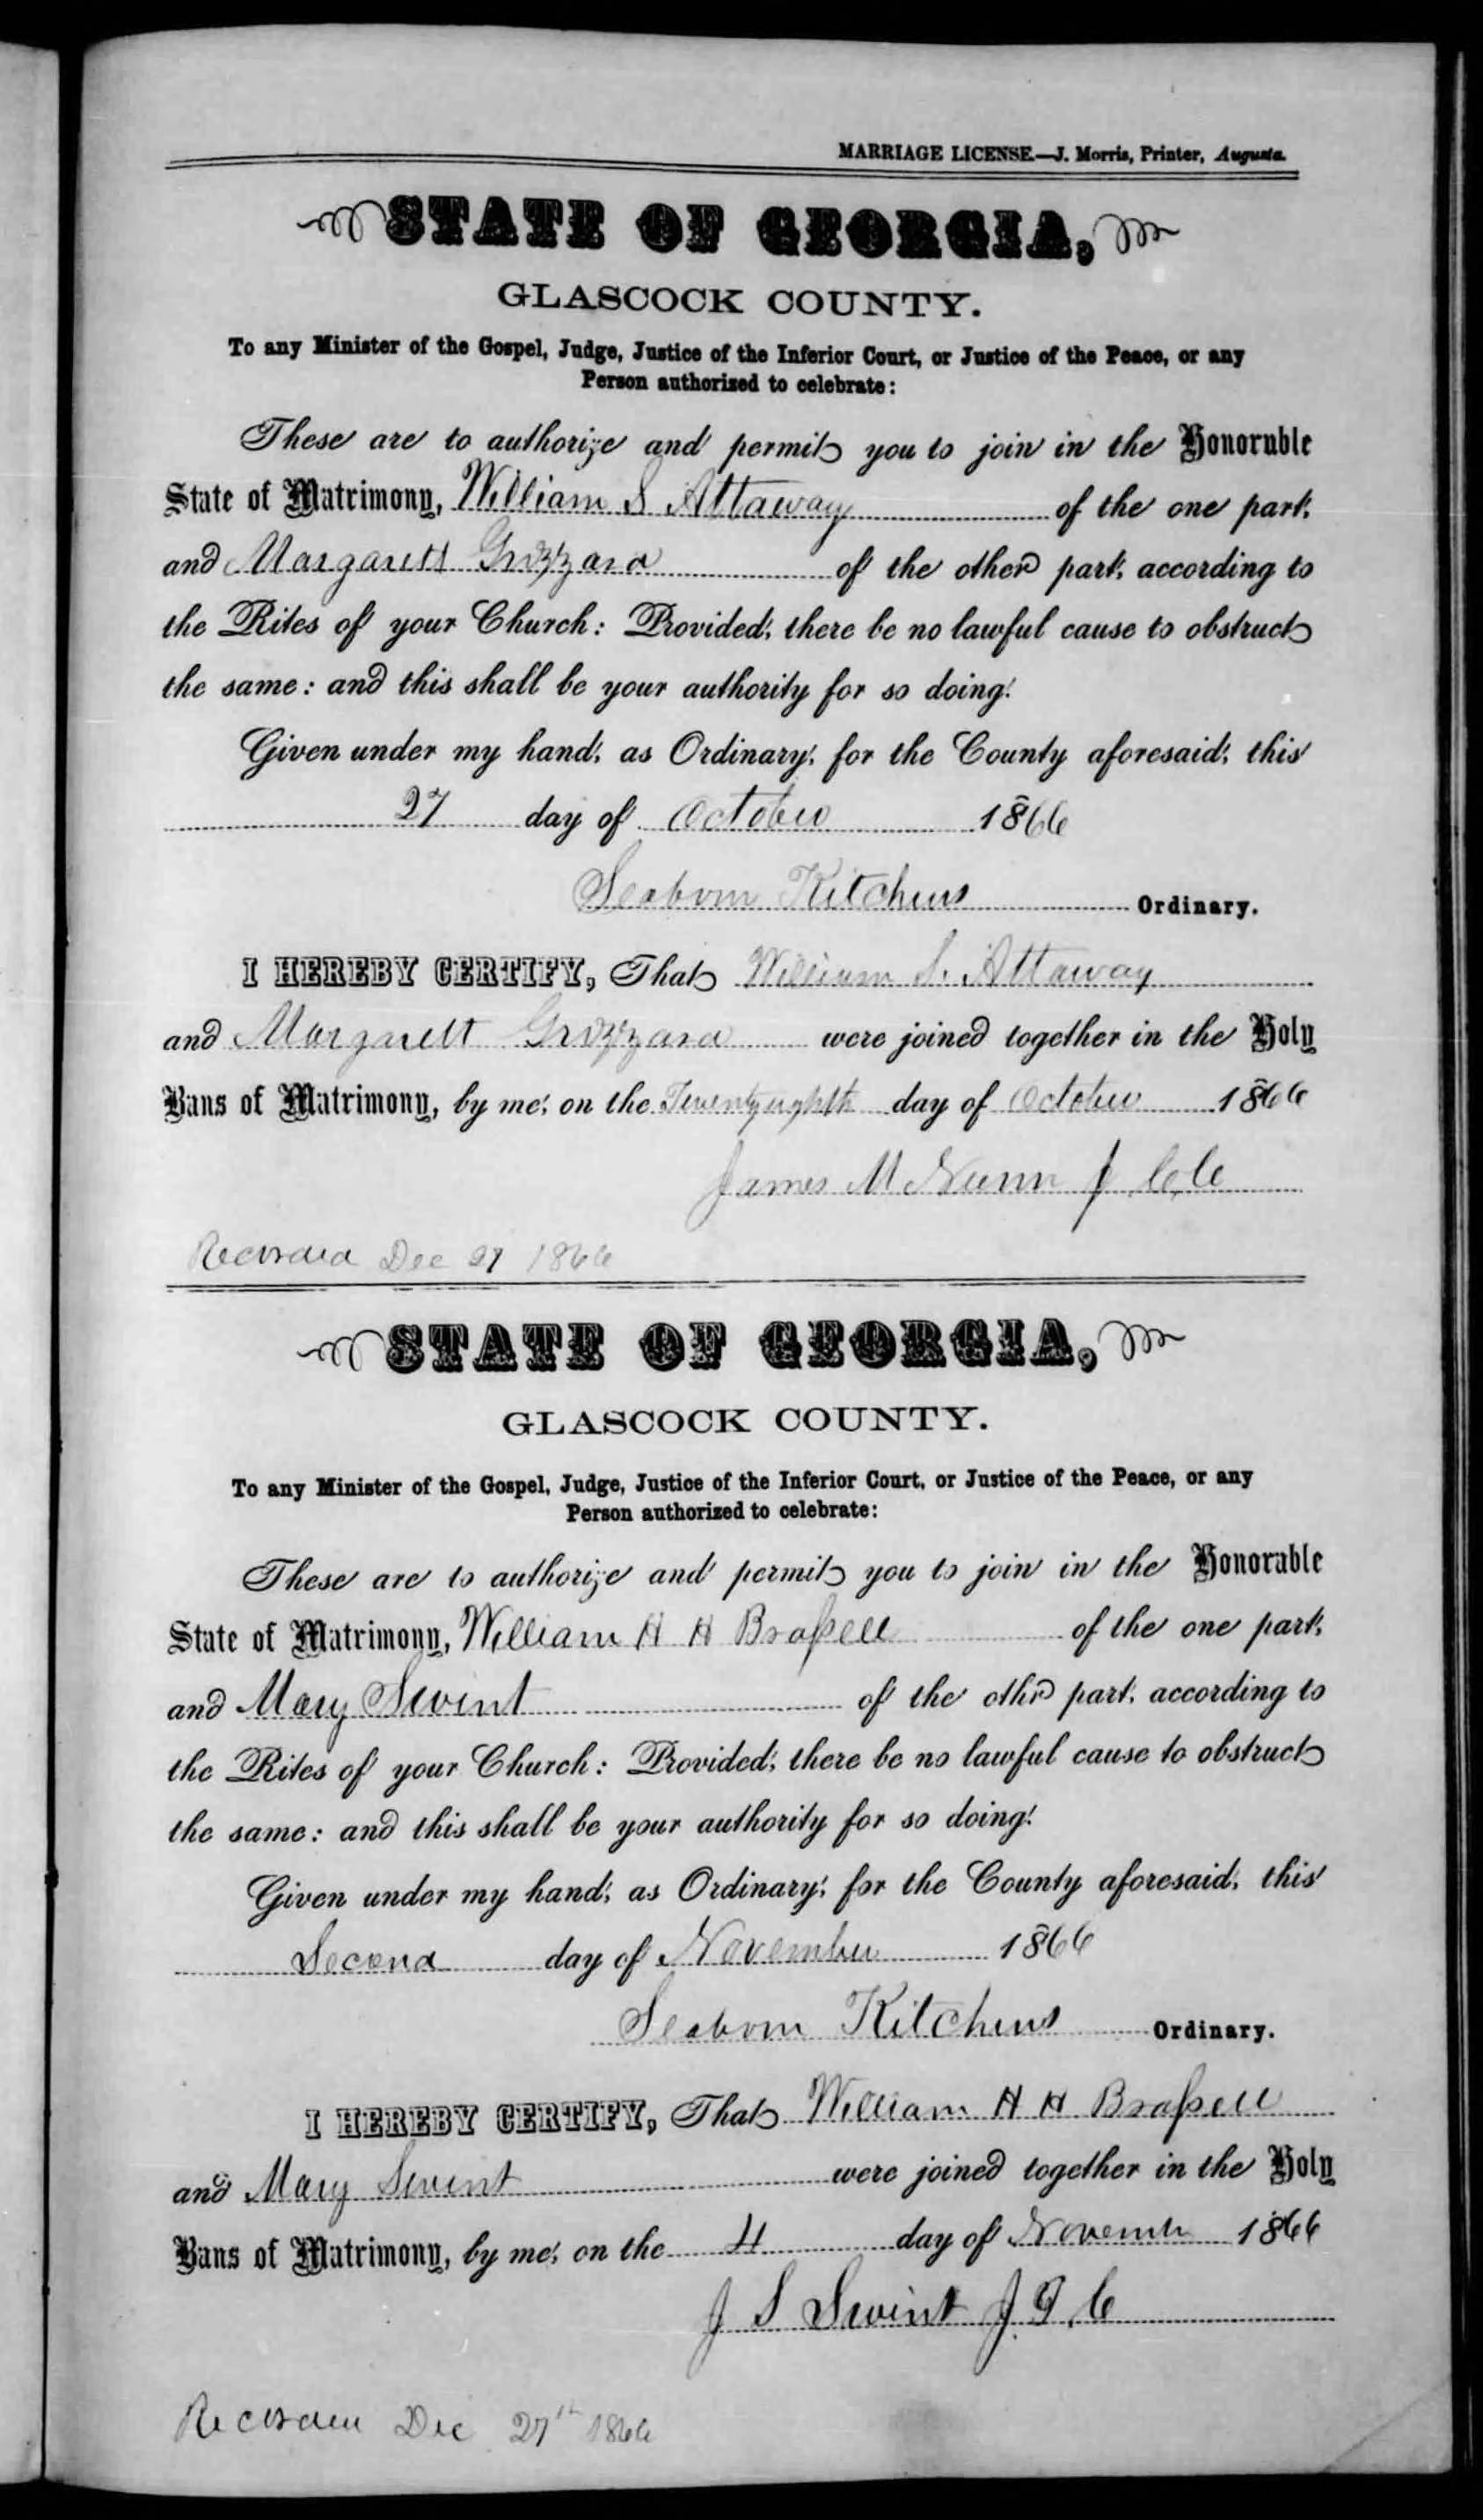 MARRIAGE LICENSE.—J. Morris, Printer, Augusta.
STATE OF GEORGIA,
GLASCOCK COUNTY.
To any Minister of the Gospel, Judge, Justice of the Inferior Court, or Justice of the Peace, or any
Person authorized to celebrate:
These are to authorize and permit you to join in the Honorable
State of Matrimony, William S Attaway of the one part,
and Margarett Grizzard of the other part, according to
the Rites of your Church: Provided, there be no lawful cause to obstruct
the same: and this shall be your authority for so doing.
Given under my hand, as Ordinary, for the County aforesaid, this
27 day of October 1866
Seaborn Kitchens Ordinary.
I HEREBY CERTIFY, That William S. Attaway
and Margarett Grizzard were joined together in the Holy
Bans of Matrimony, by me, on the Twentyeighth day of October 1866
James M Nunn J
Recorded Dec 27 1866
STATE OF GEORGIA,
GLASCOCK COUNTY.
To any Minister of the Gospel, Judge, Justice of the Inferior Court, or Justice of the Peace, or any
Person authorized to celebrate:
These are to authorize and permit you to join in the Honorable
State of Matrimony, William H H Braſsell of the one part,
and Mary Swint of the othr part, according to
the Rites of your Church: Provided, there be no lawful cause to obstruct
the same: and this shall be your authority for so doing.
Given under my hand, as Ordinary, for the County aforesaid, this
Second day of November 1866
Seaborn Kitchens Ordinary.
I HEREBY CERTIFY, That William H H Braſsell
and Mary Swint were joined together in the Holy
Bans of Matrimony, by me, on the 4 day of Novemb 1866
J S Swint J I C
Recorded Dec 27th 1866